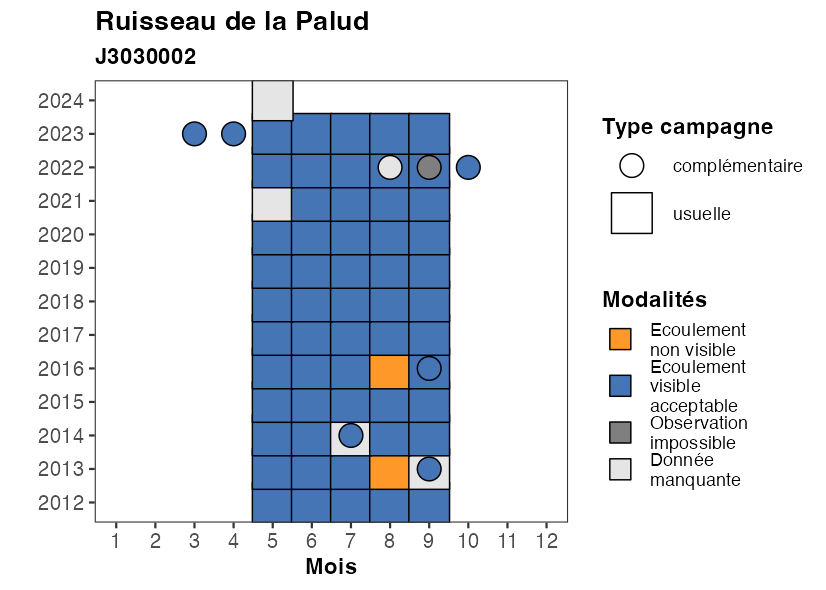 Ruisseau de la Palud
J3030002
2024
2023
2022
2021
2020
2019
2018
2017
2016
2015
2014
2013
2012
1 2 3 4 5 6 7 8 9 10 11 12
Mois
Type campagne
complémentaire
usuelle
Modalités
Ecoulement
non visible
Ecoulement
visible
acceptable
Observation
impossible
Donnée
manquante